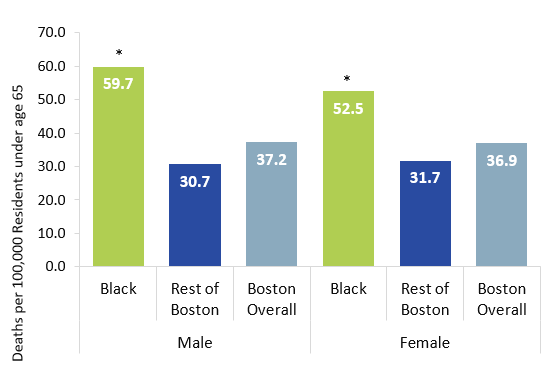 Deaths per 100,000 Residents under age 65
70.0
60.0
50.0
40.0
30.0
20.0
10.0
0.0
*
59.7
30.7
37.2
*
52.5
31.7
36.9
Black
Rest of
Boston
Boston
Overall
Black
Rest of
Boston
Boston
Overall
Male
Female